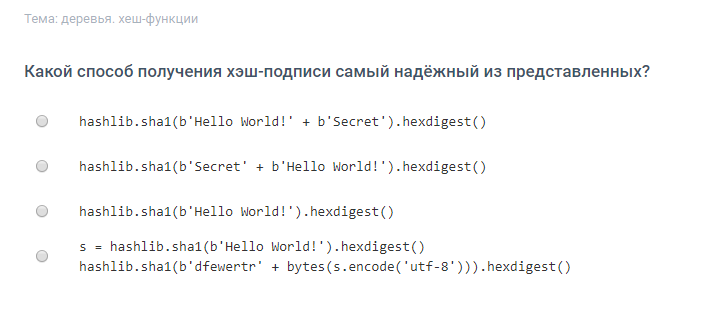 Тема: деревья. хеш-функции
Какой способ получения хэш-подписи самый надёжный из представленных?
hashlib.sha1(b'Hello World!' + b'Secret').hexdigest()
hashlib.sha1(b'Secret' + b'Hello World!').hexdigest()
hashlib.sha1(b'Hello World!').hexdigest()
s = hashlib.sha1(b'Hello World!').hexdigest()
hashlib.sha1(b'dfewertr' + bytes(s.encode('utf-8'))).hexdigest()